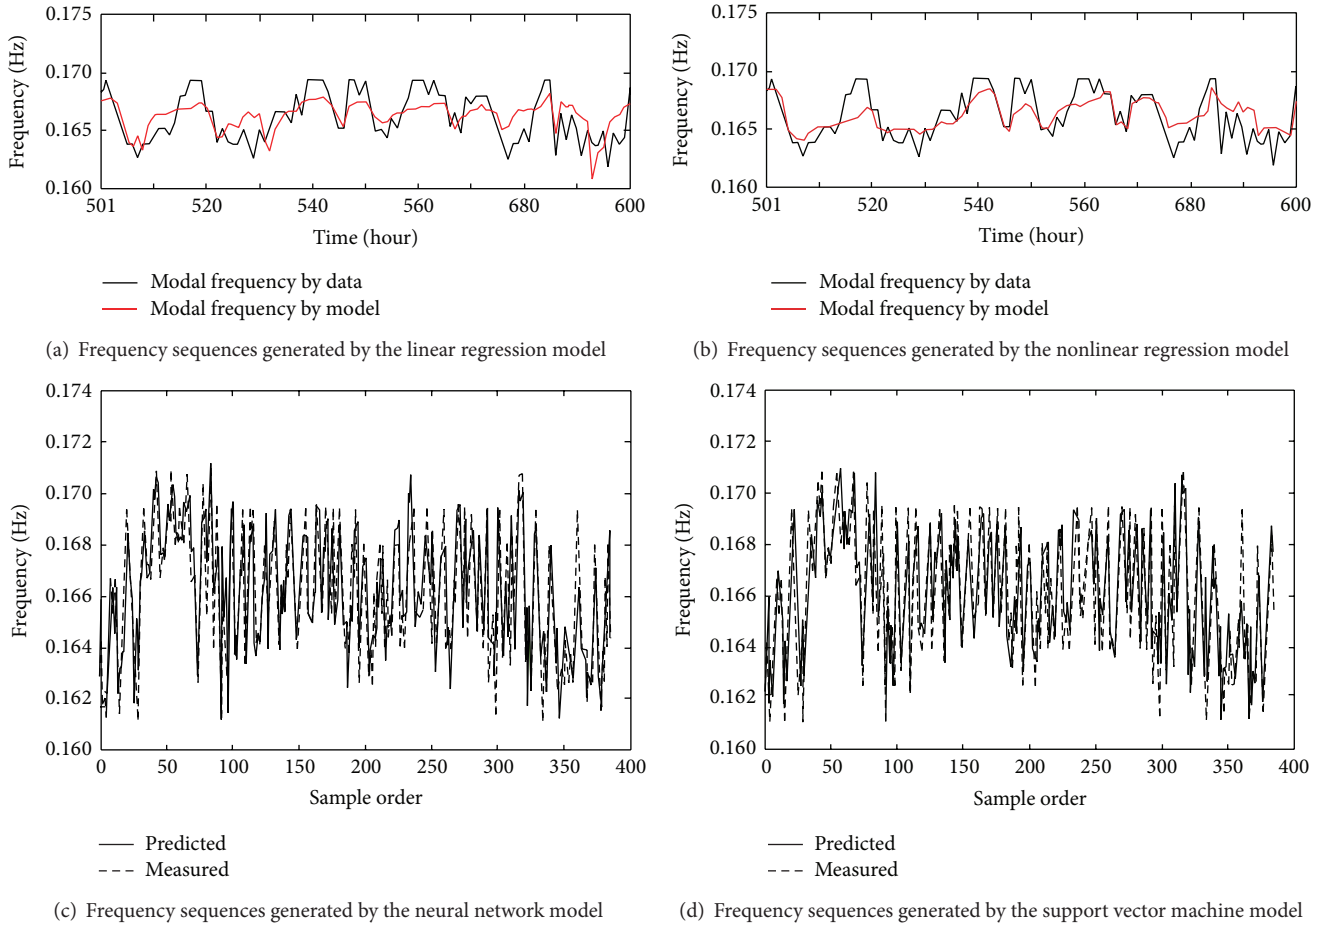 0.175
0.170
0.165
0.160
Frequency (Hz)
501 520 540 560 680 600
Time (hour)
Modal frequency by data
Modal frequency by model
(a) Frequency sequences generated by the linear regression model
0.175
0.170
0.165
0.160
Frequency (Hz)
501 520 540 560 680 600
Time (hour)
Modal frequency by data
Modal frequency by model
(b) Frequency sequences generated by the nonlinear regression model
0.174
0.172
0.170
0.168
0.166
0.164
0.162
0.160
Frequency (Hz)
0 50 100 150 200 250 300 350 400
Sample order
Predicted
Measured
(c) Frequency sequences generated by the neural network model
0.174
0.172
0.170
0.168
0.166
0.164
0.162
0.160
Frequency (Hz)
0 50 100 150 200 250 300 350 400
Sample order
Predicted
Measured
(d) Frequency sequences generated by the support vector machine model